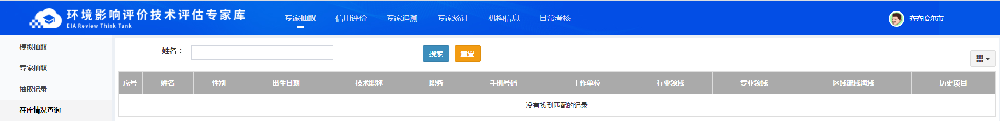 环境影响评价技术评估专家库
EIA Review Think Tank
专家抽取 信用评价 专家追溯 专家统计 机构信息 日常考核
齐齐哈尔市
模拟抽取
专家抽取
抽取记录
在库情况查询
姓名：
搜索 重置
序号 姓名 性别 出生日期 技术职称 职务 手机号码 工作单位 行业领域 专业领域 区域流域海域 历史项目
没有找到匹配的记录